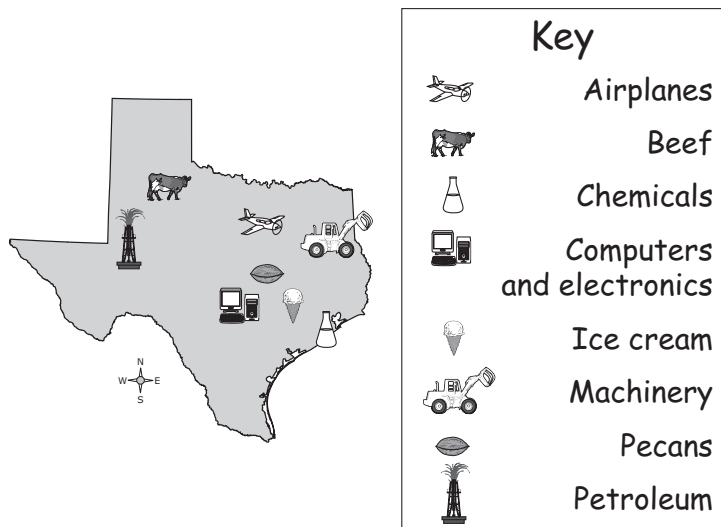 Key
Airplanes
Beef
Chemicals
Computers
and electronics
Ice cream
Machinery
Pecans
Petroleum
N
W E
S